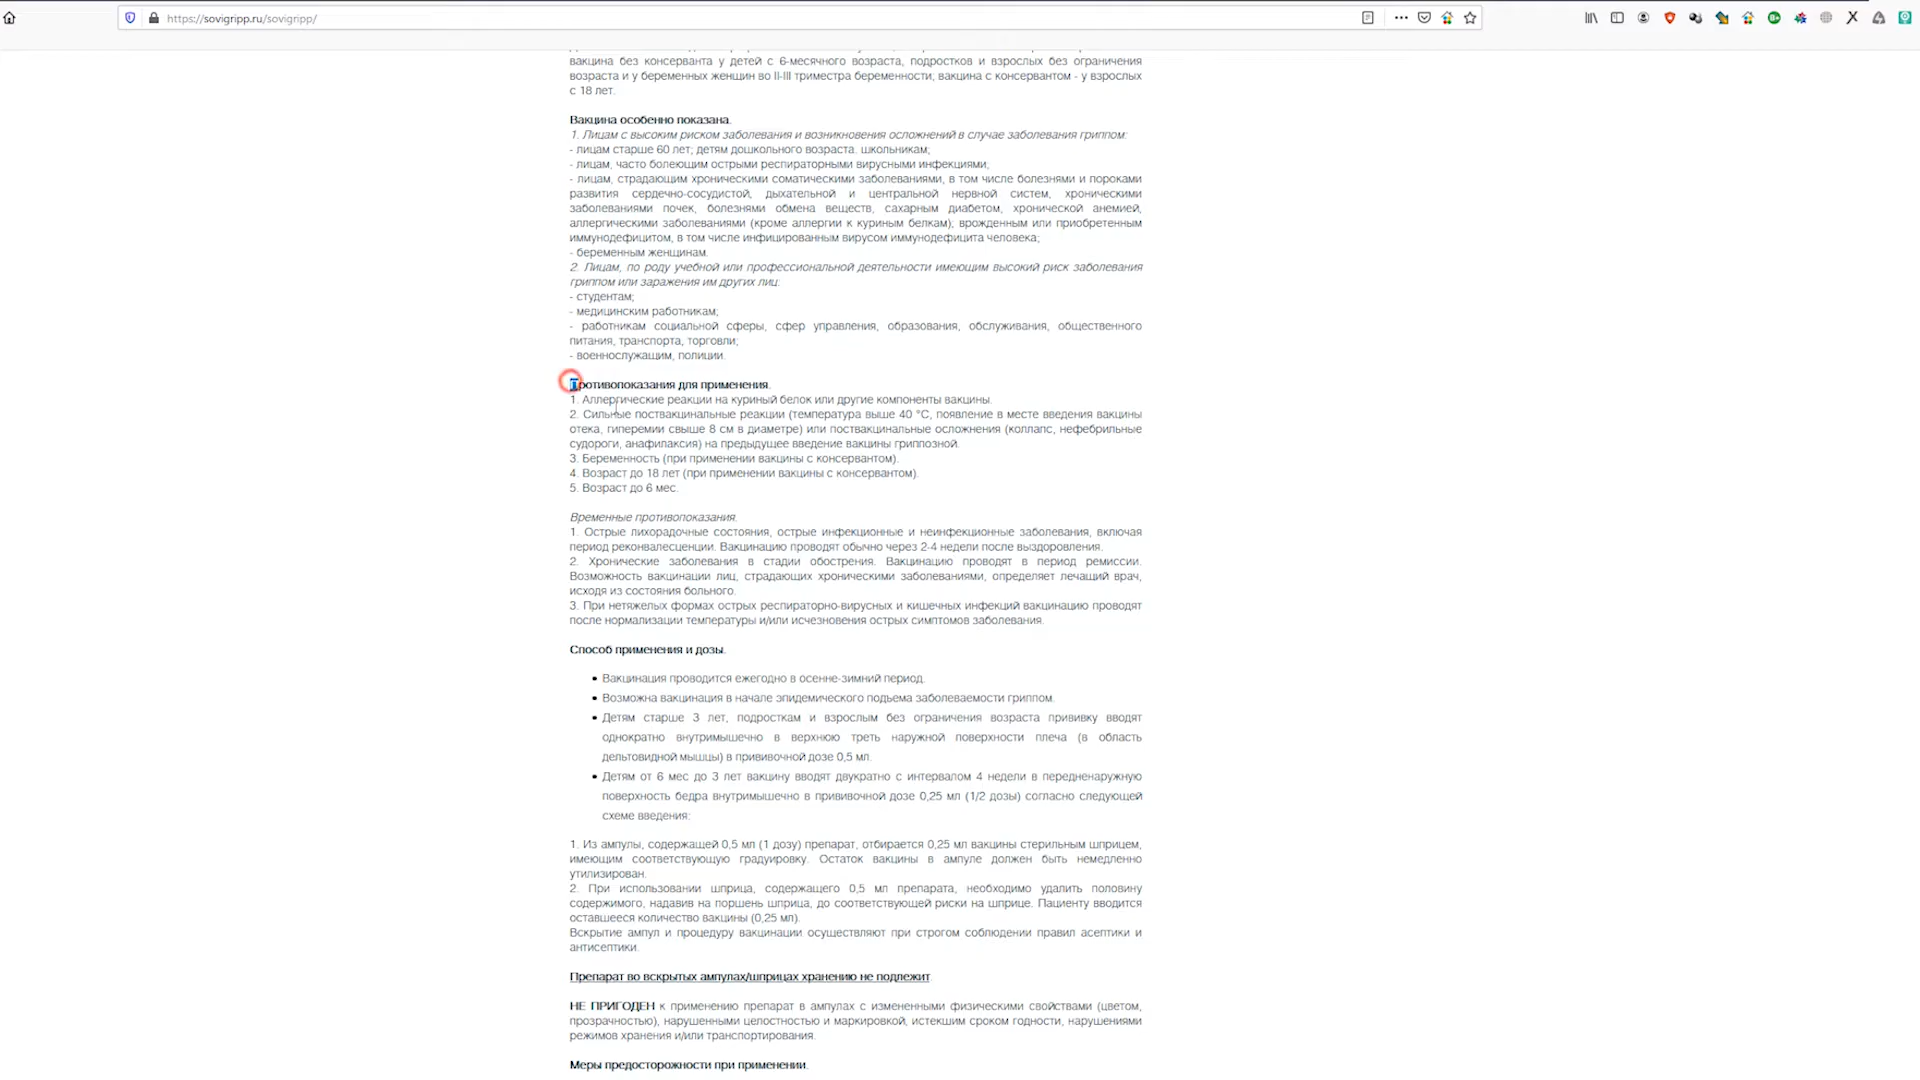 https://sovigripp.ru/sovigripp/
вакцина без консерванта у детей с 6-месячного возраста, подростков и взрослых без ограничения
возраста и у беременных женщин во II-III триместра беременности; вакцина с консервантом - у взрослых
с 18 лет.
Вакцина особенно показана.
1. Лицам с высоким риском заболевания и возникновения осложнений в случае заболевания гриппом:
- лицам старше 60 лет; детям дошкольного возраста. школьникам;
- лицам, часто болеющим острыми респираторными вирусными инфекциями;
- лицам, страдающим хроническими соматическими заболеваниями, в том числе болезнями и пороками
развития сердечно-сосудистой, дыхательной и центральной нервной систем, хроническими
заболеваниями почек, болезнями обмена веществ, сахарным диабетом, хронической анемией,
аллергическими заболеваниями (кроме аллергии к куриным белкам); врожденным или приобретенным
иммунодефицитом, в том числе инфицированным вирусом иммунодефицита человека;
- беременным женщинам.
2. Лицам, по роду учебной или профессиональной деятельности имеющим высокий риск заболевания
гриппом или заражения им других лиц:
- студентам;
- медицинским работникам;
- работникам социальной сферы, сфер управления, образования, обслуживания, общественного
питания, транспорта, торговли;
- военнослужащим, полиции.
Противопоказания для применения.
1. Аллергические реакции на куриный белок или другие компоненты вакцины.
2. Сильные поствакцинальные реакции (температура выше 40 °С, появление в месте введения вакцины
отека, гиперемии свыше 8 см в диаметре) или поствакцинальные осложнения (коллапс, нефебрильные
судороги, анафилаксия) на предыдущее введение вакцины гриппозной.
3. Беременность (при применении вакцины с консервантом).
4. Возраст до 18 лет (при применении вакцины с консервантом).
5. Возраст до 6 мес.
Временные противопоказания.
1. Острые лихорадочные состояния, острые инфекционные и неинфекционные заболевания, включая
период реконвалесценции. Вакцинацию проводят обычно через 2-4 недели после выздоровления.
2. Хронические заболевания в стадии обострения. Вакцинацию проводят в период ремиссии.
Возможность вакцинации лиц, страдающих хроническими заболеваниями, определяет лечащий врач,
исходя из состояния больного.
3. При нетяжелых формах острых респираторно-вирусных и кишечных инфекций вакцинацию проводят
после нормализации температуры и/или исчезновения острых симптомов заболевания.
Способ применения и дозы.
• Вакцинация проводится ежегодно в осенне-зимний период.
• Возможна вакцинация в начале эпидемического подъема заболеваемости гриппом.
• Детям старше 3 лет, подросткам и взрослым без ограничения возраста прививку вводят
однократно внутримышечно в верхнюю треть наружной поверхности плеча (в область
дельтовидной мышцы) в прививочной дозе 0,5 мл.
• Детям от 6 мес до 3 лет вакцину вводят двукратно с интервалом 4 недели в передненаружную
поверхность бедра внутримышечно в прививочной дозе 0,25 мл (1/2 дозы) согласно следующей
схеме введения:
1. Из ампулы, содержащей 0,5 мл (1 дозу) препарат, отбирается 0,25 мл вакцины стерильным шприцем,
имеющим соответствующую градуировку. Остаток вакцины в ампуле должен быть немедленно
утилизирован.
2. При использовании шприца, содержащего 0,5 мл препарата, необходимо удалить половину
содержимого, надавив на поршень шприца, до соответствующей риски на шприце. Пациенту вводится
оставшееся количество вакцины (0,25 мл).
Вскрытие ампул и процедуру вакцинации осуществляют при строгом соблюдении правил асептики и
антисептики.
Препарат во вскрытых ампулах/шприцах хранению не подлежит.
НЕ ПРИГОДЕН к применению препарат в ампулах с измененными физическими свойствами (цветом,
прозрачностью), нарушенными целостностью и маркировкой, истекшим сроком годности, нарушениями
режимов хранения и/или транспортирования.
Меры предосторожности при применении.